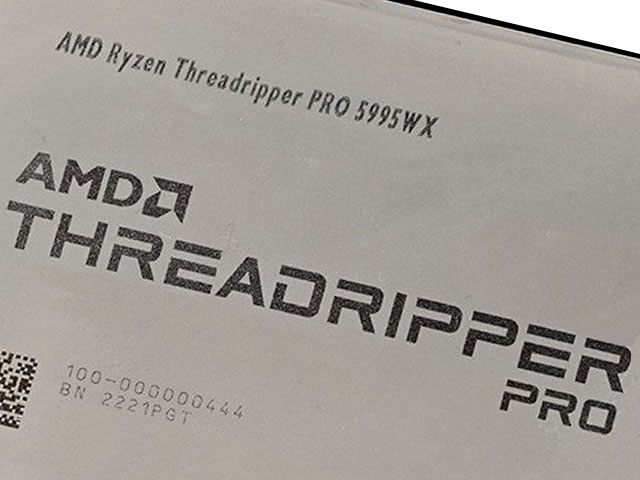 AMD Ryzen Threadripper PRO 5995WX
AMD
THREADRIPPER
PRO
100-000000444
BN 2221PGT